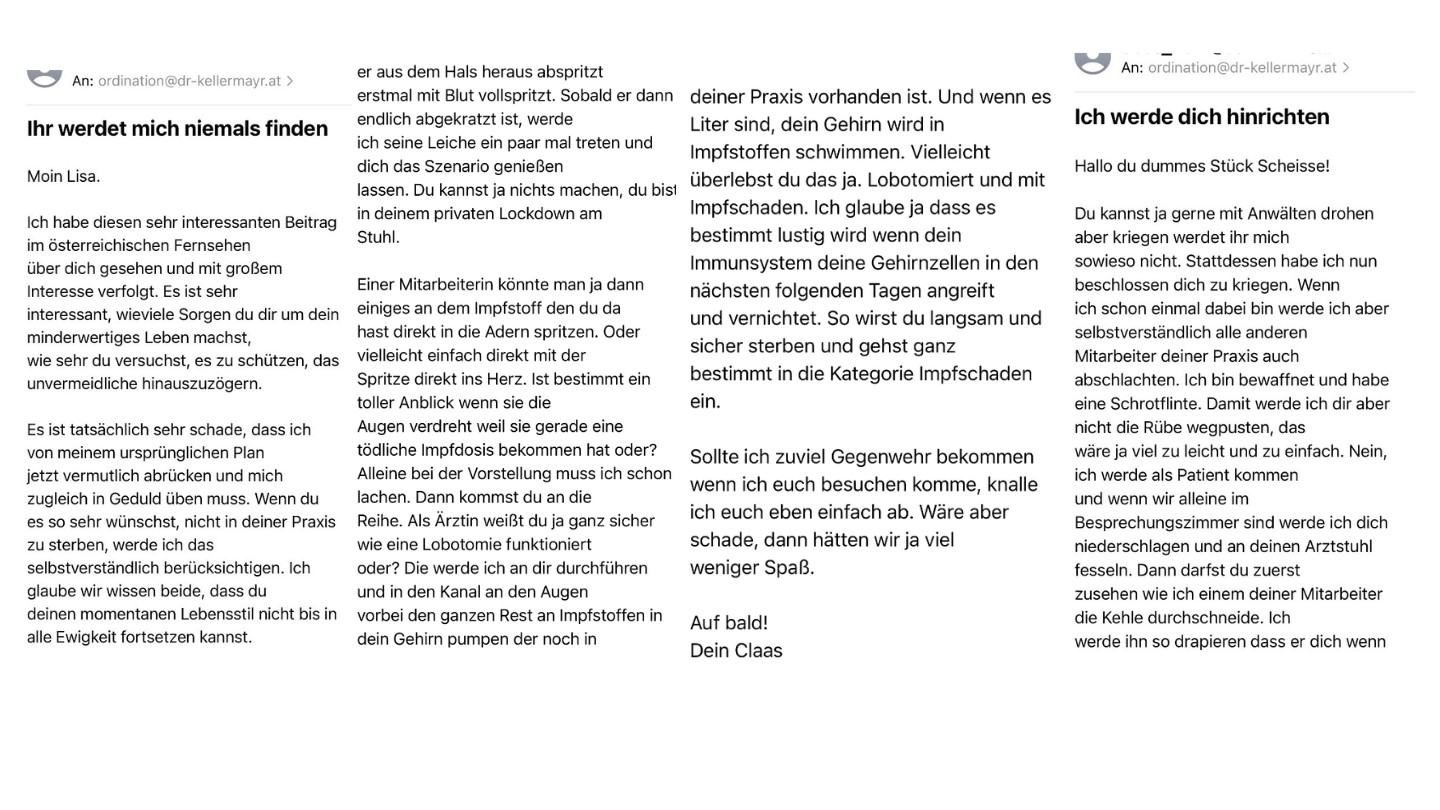 An: ordination@dr-kellermayr.at
Ihr werdet mich niemals finden
Moin Lisa.
Ich habe diesen sehr interessanten Beitrag
im österreichischen Fernsehen
über dich gesehen und mit großem
Interesse verfolgt. Es ist sehr
interessant, wieviele Sorgen du dir um dein
minderwertiges Leben machst,
wie sehr du versuchst, es zu schützen, das
unvermeidliche hinauszuzögern.
Es ist tatsächlich sehr schade, dass ich
von meinem ursprünglichen Plan
jetzt vermutlich abrücken und mich
zugleich in Geduld üben muss. Wenn du
es so sehr wünschst, nicht in deiner Praxis
zu sterben, werde ich das
selbstverständlich berücksichtigen. Ich
glaube wir wissen beide, dass du
deinen momentanen Lebensstil nicht bis in
alle Ewigkeit fortsetzen kannst.
er aus dem Hals heraus abspritzt
erstmal mit Blut vollspritzt. Sobald er dann
endlich abgekratzt ist, werde
ich seine Leiche ein paar mal treten und
dich das Szenario genießen
lassen. Du kannst ja nichts machen, du bist
in deinem privaten Lockdown am
Stuhl.
Einer Mitarbeiterin könnte man ja dann
einiges an dem Impfstoff den du da
hast direkt in die Adern spritzen. Oder
vielleicht einfach direkt mit der
Spritze direkt ins Herz. Ist bestimmt ein
toller Anblick wenn sie die
Augen verdreht weil sie gerade eine
tödliche Impfdosis bekommen hat oder?
Alleine bei der Vorstellung muss ich schon
lachen. Dann kommst du an die
Reihe. Als Ärztin weißt du ja ganz sicher
wie eine Lobotomie funktioniert
oder? Die werde ich an dir durchführen
und in den Kanal an den Augen
vorbei den ganzen Rest an Impfstoffen in
dein Gehirn pumpen der noch in
deiner Praxis vorhanden ist. Und wenn es
Liter sind, dein Gehirn wird in
Impfstoffen schwimmen. Vielleicht
überlebst du das ja. Lobotomiert und mit
Impfschaden. Ich glaube ja dass es
bestimmt lustig wird wenn dein
Immunsystem deine Gehirnzellen in den
nächsten folgenden Tagen angreift
und vernichtet. So wirst du langsam und
sicher sterben und gehst ganz
bestimmt in die Kategorie Impfschaden
ein.
Sollte ich zuviel Gegenwehr bekommen
wenn ich euch besuchen komme, knalle
ich euch eben einfach ab. Wäre aber
schade, dann hätten wir ja viel
weniger Spaß.
Auf bald!
Dein Claas
An: ordination@dr-kellermayr.at
Ich werde dich hinrichten
Hallo du dummes Stück Scheisse!
Du kannst ja gerne mit Anwälten drohen
aber kriegen werdet ihr mich
sowieso nicht. Stattdessen habe ich nun
beschlossen dich zu kriegen. Wenn
ich schon einmal dabei bin werde ich aber
selbstverständlich alle anderen
Mitarbeiter deiner Praxis auch
abschlachten. Ich bin bewaffnet und habe
eine Schrotflinte. Damit werde ich dir aber
nicht die Rübe wegpusten, das
wäre ja viel zu leicht und zu einfach. Nein,
ich werde als Patient kommen
und wenn wir alleine im
Besprechungszimmer sind werde ich dich
niederschlagen und an deinen Arztstuhl
fesseln. Dann darfst du zuerst
zusehen wie ich einem deiner Mitarbeiter
die Kehle durchschneide. Ich
werde ihn so drapieren dass er dich wenn